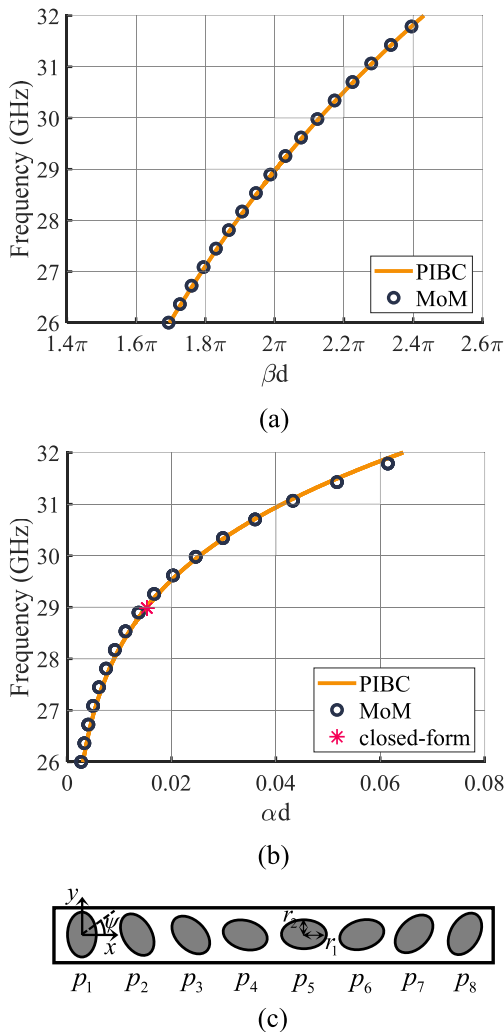 32
31
30
29
28
27
26
Frequency (GHz)
PIBC
MoM
1.4π 1.6π 1.8π 2π 2.2π 2.4π 2.6π
βd
(a)
32
31
30
29
28
27
26
Frequency (GHz)
PIBC
MoM
closed-form
0 0.02 0.04 0.06 0.08
αd
(b)
y
ψ
x
r₂
r₁
p₁ p₂ p₃ p₄ p₅ p₆ p₇ p₈
(c)